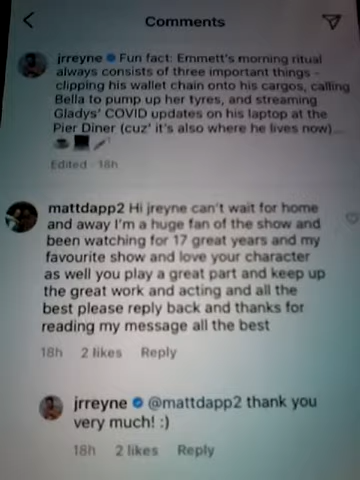 Comments
jrreyne Fun fact: Emmett's morning ritual
always consists of three important things -
clipping his wallet chain onto his cargos, calling
Bella to pump up her tyres, and streaming
Gladys' COVID updates on his laptop at the
Pier Diner (cuz' it's also where he lives now)...
Edited · 18h
mattdapp2 Hi jreyne can't wait for home
and away I'm a huge fan of the show and
been watching for 17 great years and my
favourite show and love your character
as well you play a great part and keep up
the great work and acting and all the
best please reply back and thanks for
reading my message all the best
18h 2 likes Reply
jrreyne @mattdapp2 thank you
very much! :)
18h 2 likes Reply